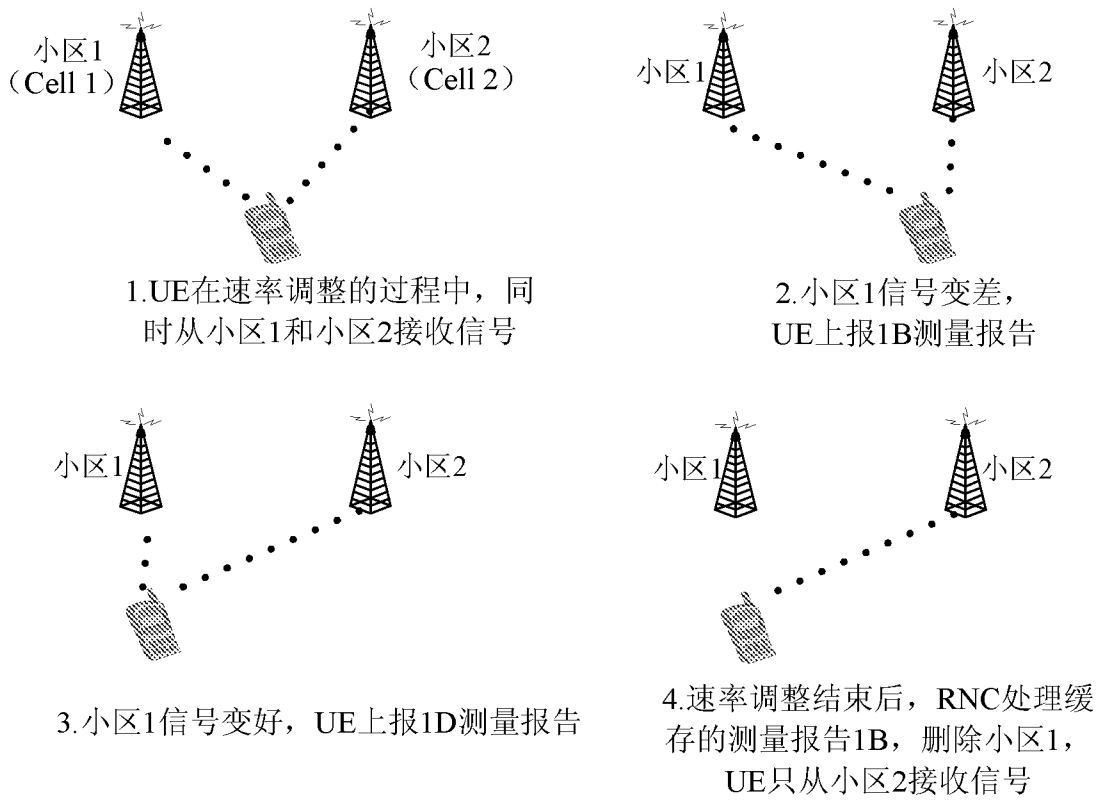 小区1
（Cell 1）
小区2
（Cell 2）
1.UE在速率调整的过程中，同
时从小区1和小区2接收信号
小区1
小区2
2.小区1信号变差，
UE上报1B测量报告
小区1
小区2
3.小区1信号变好，UE上报1D测量报告
小区1
小区2
4.速率调整结束后，RNC处理缓
存的测量报告1B，删除小区1，
UE只从小区2接收信号